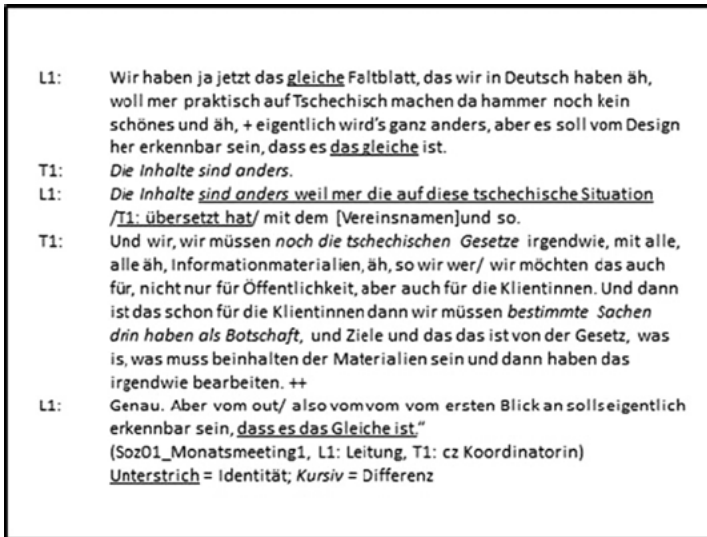 L1: Wir haben ja jetzt das gleiche Faltblatt, das wir in Deutsch haben äh,
woll mer praktisch auf Tschechisch machen da hammer noch kein
schönes und äh, + eigentlich wird's ganz anders, aber es soll vom Design
her erkennbar sein, dass es das gleiche ist.
T1: Die Inhalte sind anders.
L1: Die Inhalte sind anders weil mer die auf diese tschechische Situation
/T1: übersetzt hat/ mit dem [Vereinsnamen]und so.
T1: Und wir, wir müssen noch die tschechischen Gesetze irgendwie, mit alle,
alle äh, Informationmaterialien, äh, so wir wer/ wir möchten das auch
für, nicht nur für Öffentlichkeit, aber auch für die Klientinnen. Und dann
ist das schon für die Klientinnen dann wir müssen bestimmte Sachen
drin haben als Botschaft, und Ziele und das das ist von der Gesetz, was
is, was muss beinhalten der Materialien sein und dann haben das
irgendwie bearbeiten. ++
L1: Genau. Aber vom out/ also vomvom vom ersten Blick an sollseigentlich
erkennbar sein, dass es das Gleiche ist."
(Soz01_Monatsmeeting1, L1: Leitung, T1: cz Koordinatorin)
Unterstrich = Identität; Kursiv = Differenz